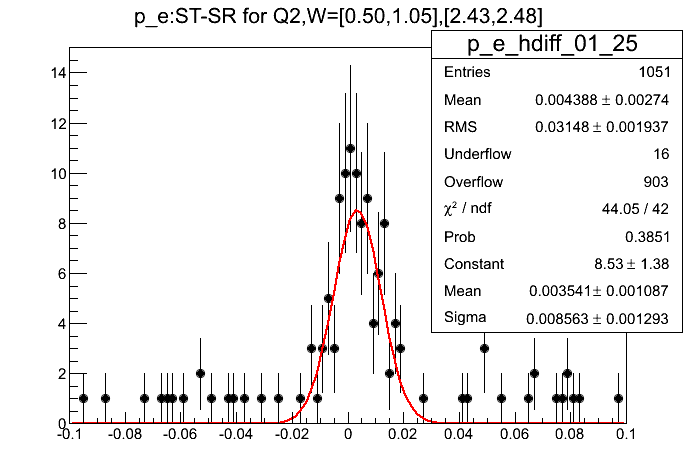 p_e:ST-SR for Q2,W=[0.50,1.05],[2.43,2.48]
p_e_hdiff_01_25
Entries 1051
Mean 0.004388 ± 0.00274
RMS 0.03148 ± 0.001937
Underflow 16
Overflow 903
χ² / ndf 44.05 / 42
Prob 0.3851
Constant 8.53 ± 1.38
Mean 0.003541 ± 0.001087
Sigma 0.008563 ± 0.001293
14
12
10
8
6
4
2
0
-0.1 -0.08 -0.06 -0.04 -0.02 0 0.02 0.04 0.06 0.08 0.1